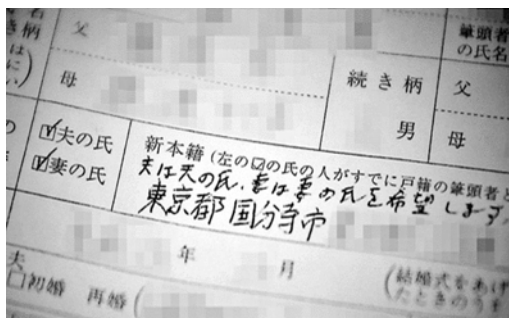 き柄
は
に
父
母
続き柄
男
筆頭者
の氏名
父
母
の
☑夫の氏
☑妻の氏
新本籍(左の☑の氏の人がすでに戸籍の筆頭者と
夫は夫の氏、妻は妻の氏を希望します。
東京都国分寺市
年 月
夫
□初婚 再婚(
(結婚式をあげ
たときのうち